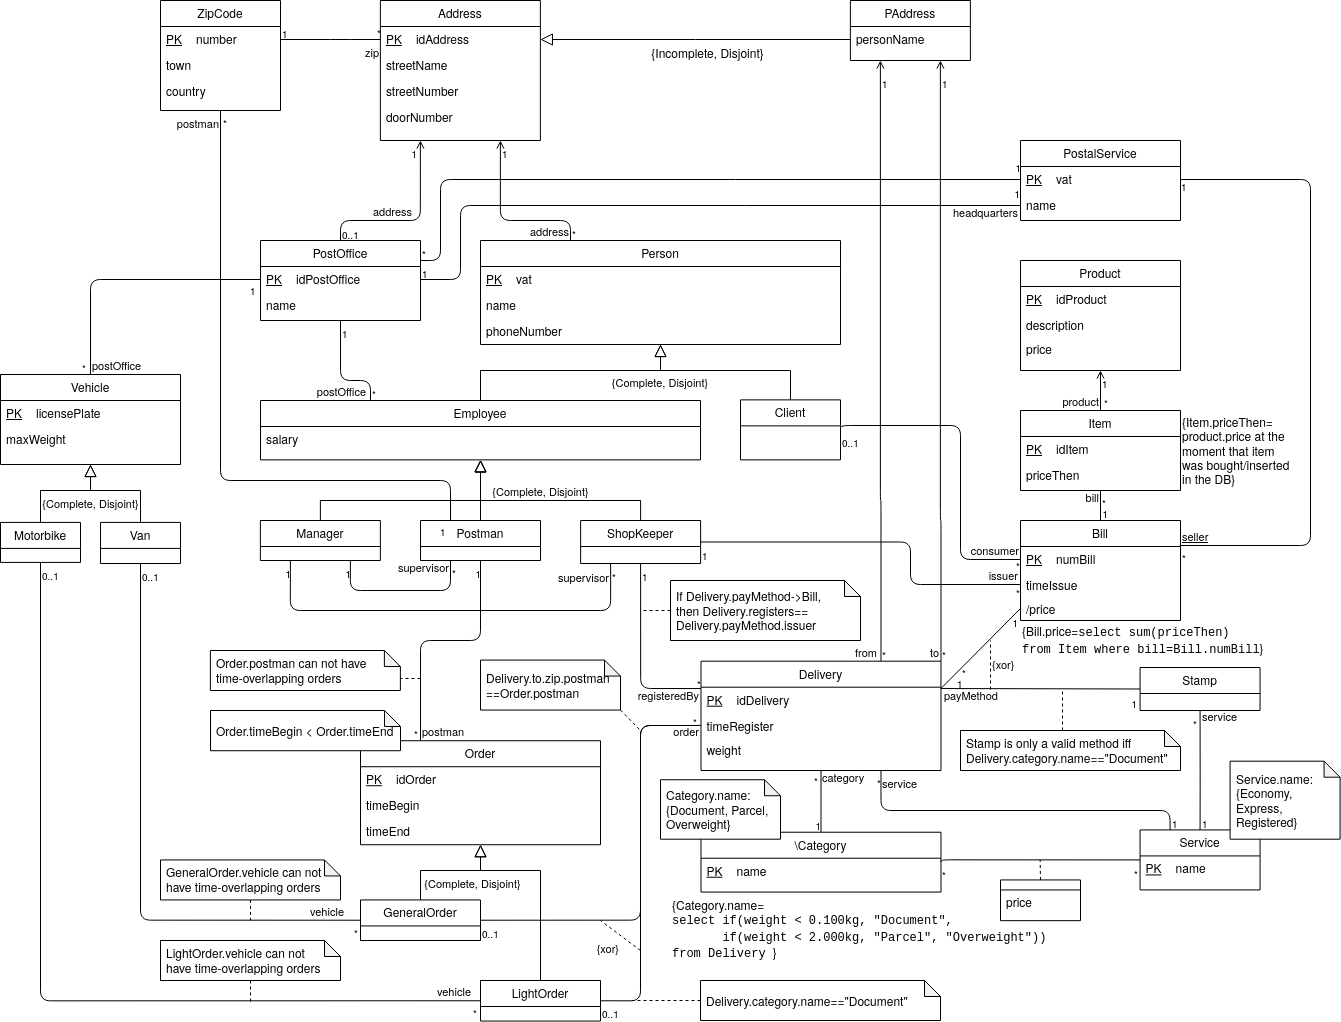 ZipCode
PK number
town
country
1
*
zip
Address
PK idAddress
streetName
streetNumber
doorNumber
{Incomplete, Disjoint}
PAddress
personName
postman
*
1
1
1
1
PostalService
PK vat
name
1
1
headquarters
1
address
0..1
address
*
PostOffice
PK idPostOffice
name
*
1
1
1
Person
PK vat
name
phoneNumber
Product
PK idProduct
description
price
1
product
*
* postOffice
Vehicle
PK licensePlate
maxWeight
{Complete, Disjoint}
postOffice
*
Employee
salary
{Complete, Disjoint}
Client
0..1
Item
PK idItem
priceThen
{Item.priceThen=
product.price at the
moment that item
was bought/inserted
in the DB}
bill
*
1
{Complete, Disjoint}
Motorbike
Van
0..1
0..1
Manager
1
1
1 Postman
supervisor
*
1
ShopKeeper
1
supervisor
*
1
consumer
*
issuer
*
Bill
PK numBill
timeIssue
/price
seller
*
1
{Bill.price=select sum(priceThen)
from Item where bill=Bill.numBill}
If Delivery.payMethod->Bill,
then Delivery.registers==
Delivery.payMethod.issuer
Order.postman can not have
time-overlapping orders
Delivery.to.zip.postman
==Order.postman
Order.timeBegin < Order.timeEnd
* postman
from
*
to
*
{xor}
*
1
payMethod
1
registeredBy
*
order
*
Delivery
PK idDelivery
timeRegister
weight
Stamp
service
*
Stamp is only a valid method iff
Delivery.category.name=="Document"
Order
PK idOrder
timeBegin
timeEnd
{Complete, Disjoint}
* category
* service
Category.name:
{Document, Parcel,
Overweight}
1
1
1
Service.name:
{Economy,
Express,
Registered}
\Category
PK name
*
*
Service
PK name
price
GeneralOrder.vehicle can not
have time-overlapping orders
vehicle
*
GeneralOrder
0..1
{xor}
{Category.name=
select if(weight < 0.100kg, "Document",
if(weight < 2.000kg, "Parcel", "Overweight"))
from Delivery }
LightOrder.vehicle can not
have time-overlapping orders
vehicle
*
LightOrder
0..1
Delivery.category.name=="Document"